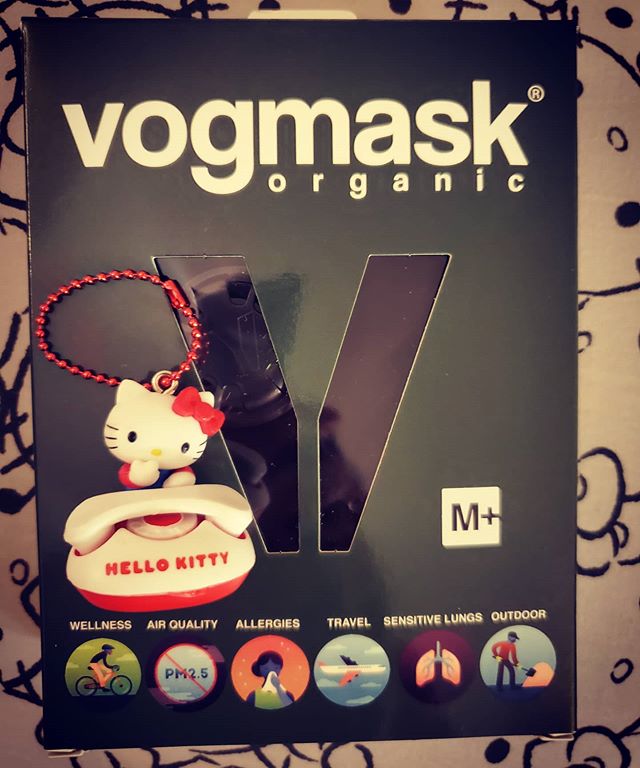 vogmask®
organic
M+
HELLO KITTY
WELLNESS AIR QUALITY ALLERGIES TRAVEL SENSITIVE LUNGS OUTDOOR
PM2.5